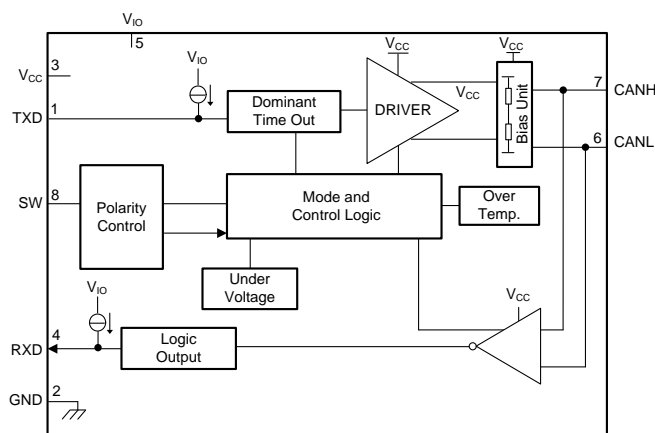 VIO
5
VCC
3
TXD
1
VIO
Dominant
Time Out
VCC
DRIVER
VCC
VCC
Bias Unit
7
CANH
6
CANL
SW
8
Polarity
Control
Mode and
Control Logic
Over
Temp.
Under
Voltage
VIO
RXD
4
Logic
Output
VCC
GND
2